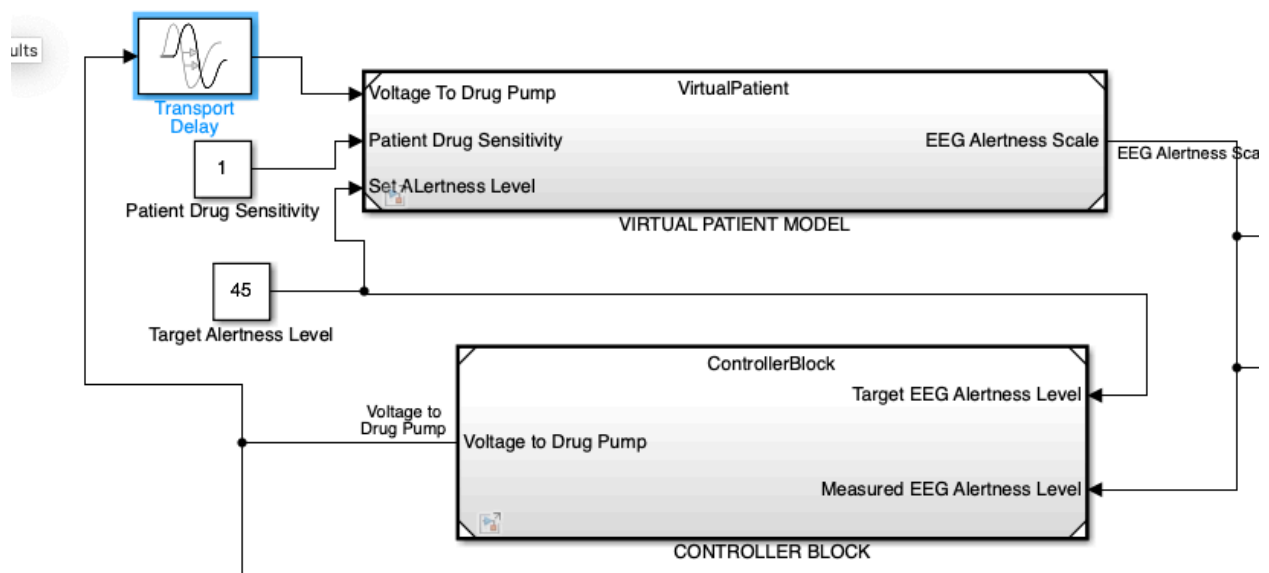 ults
Transport
Delay
VirtualPatient
Voltage To Drug Pump
Patient Drug Sensitivity
EEG Alertness Scale
EEG Alertness Sca
Set ALertness Level
1
Patient Drug Sensitivity
VIRTUAL PATIENT MODEL
45
Target Alertness Level
ControllerBlock
Target EEG Alertness Level
Voltage to
Drug Pump
Voltage to Drug Pump
Measured EEG Alertness Level
CONTROLLER BLOCK